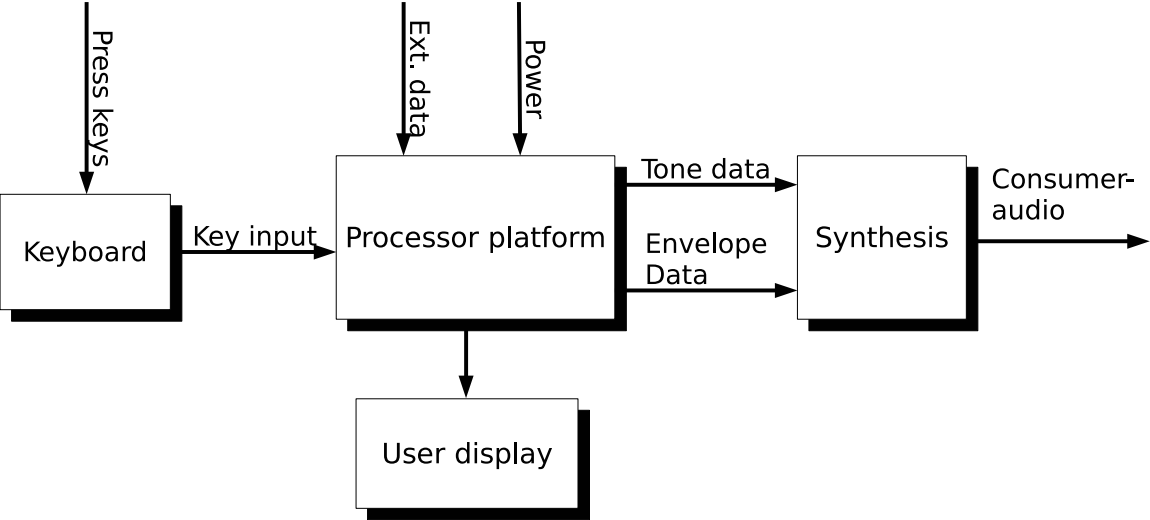 Press keys
Ext. data
Power
Keyboard
Key input
Processor platform
Tone data
Envelope
Data
Synthesis
Consumer-
audio
User display